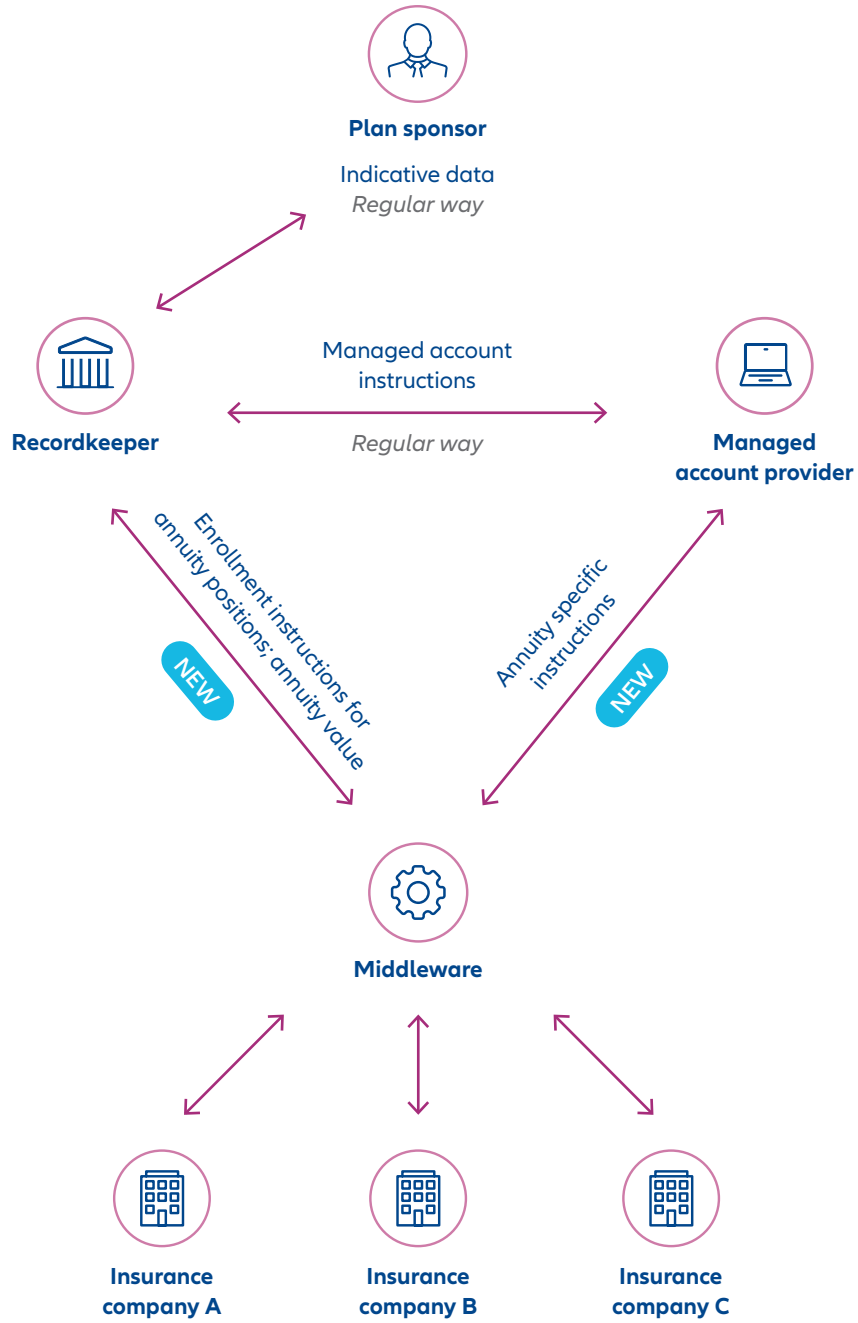 Plan sponsor
Indicative data
Regular way
Managed account
instructions
Regular way
Recordkeeper
Managed
account provider
Enrollment instructions for
annuity positions; annuity value
NEW
Annuity specific
instructions
NEW
Middleware
Insurance
company A
Insurance
company B
Insurance
company C